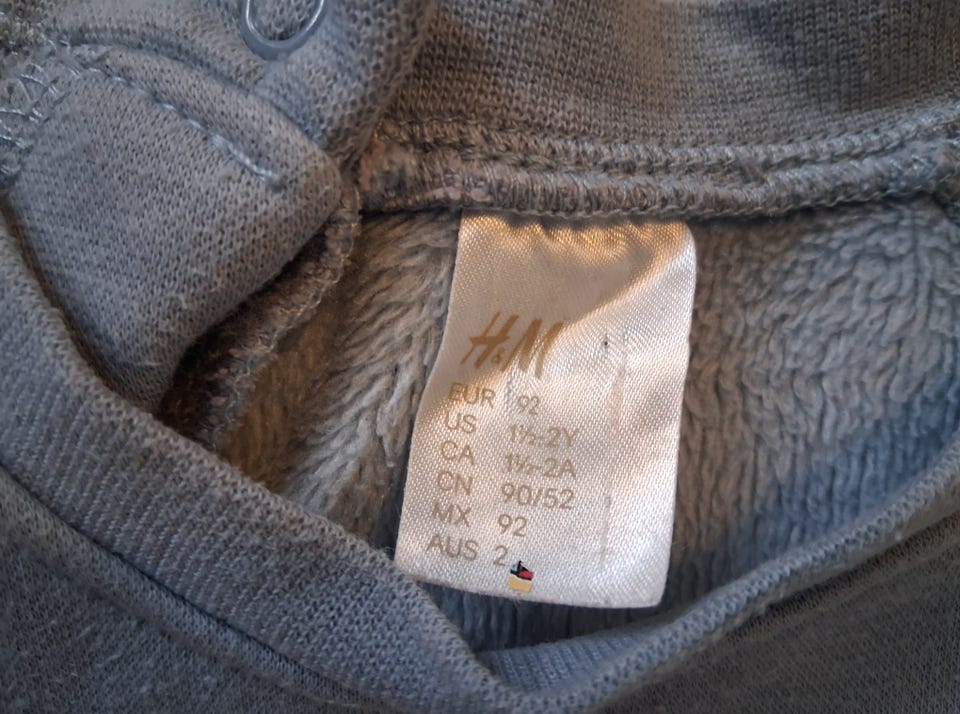 H&M
EUR 92
US 1½-2Y
CA 1½-2A
CN 90/52
MX 92
AUS 2